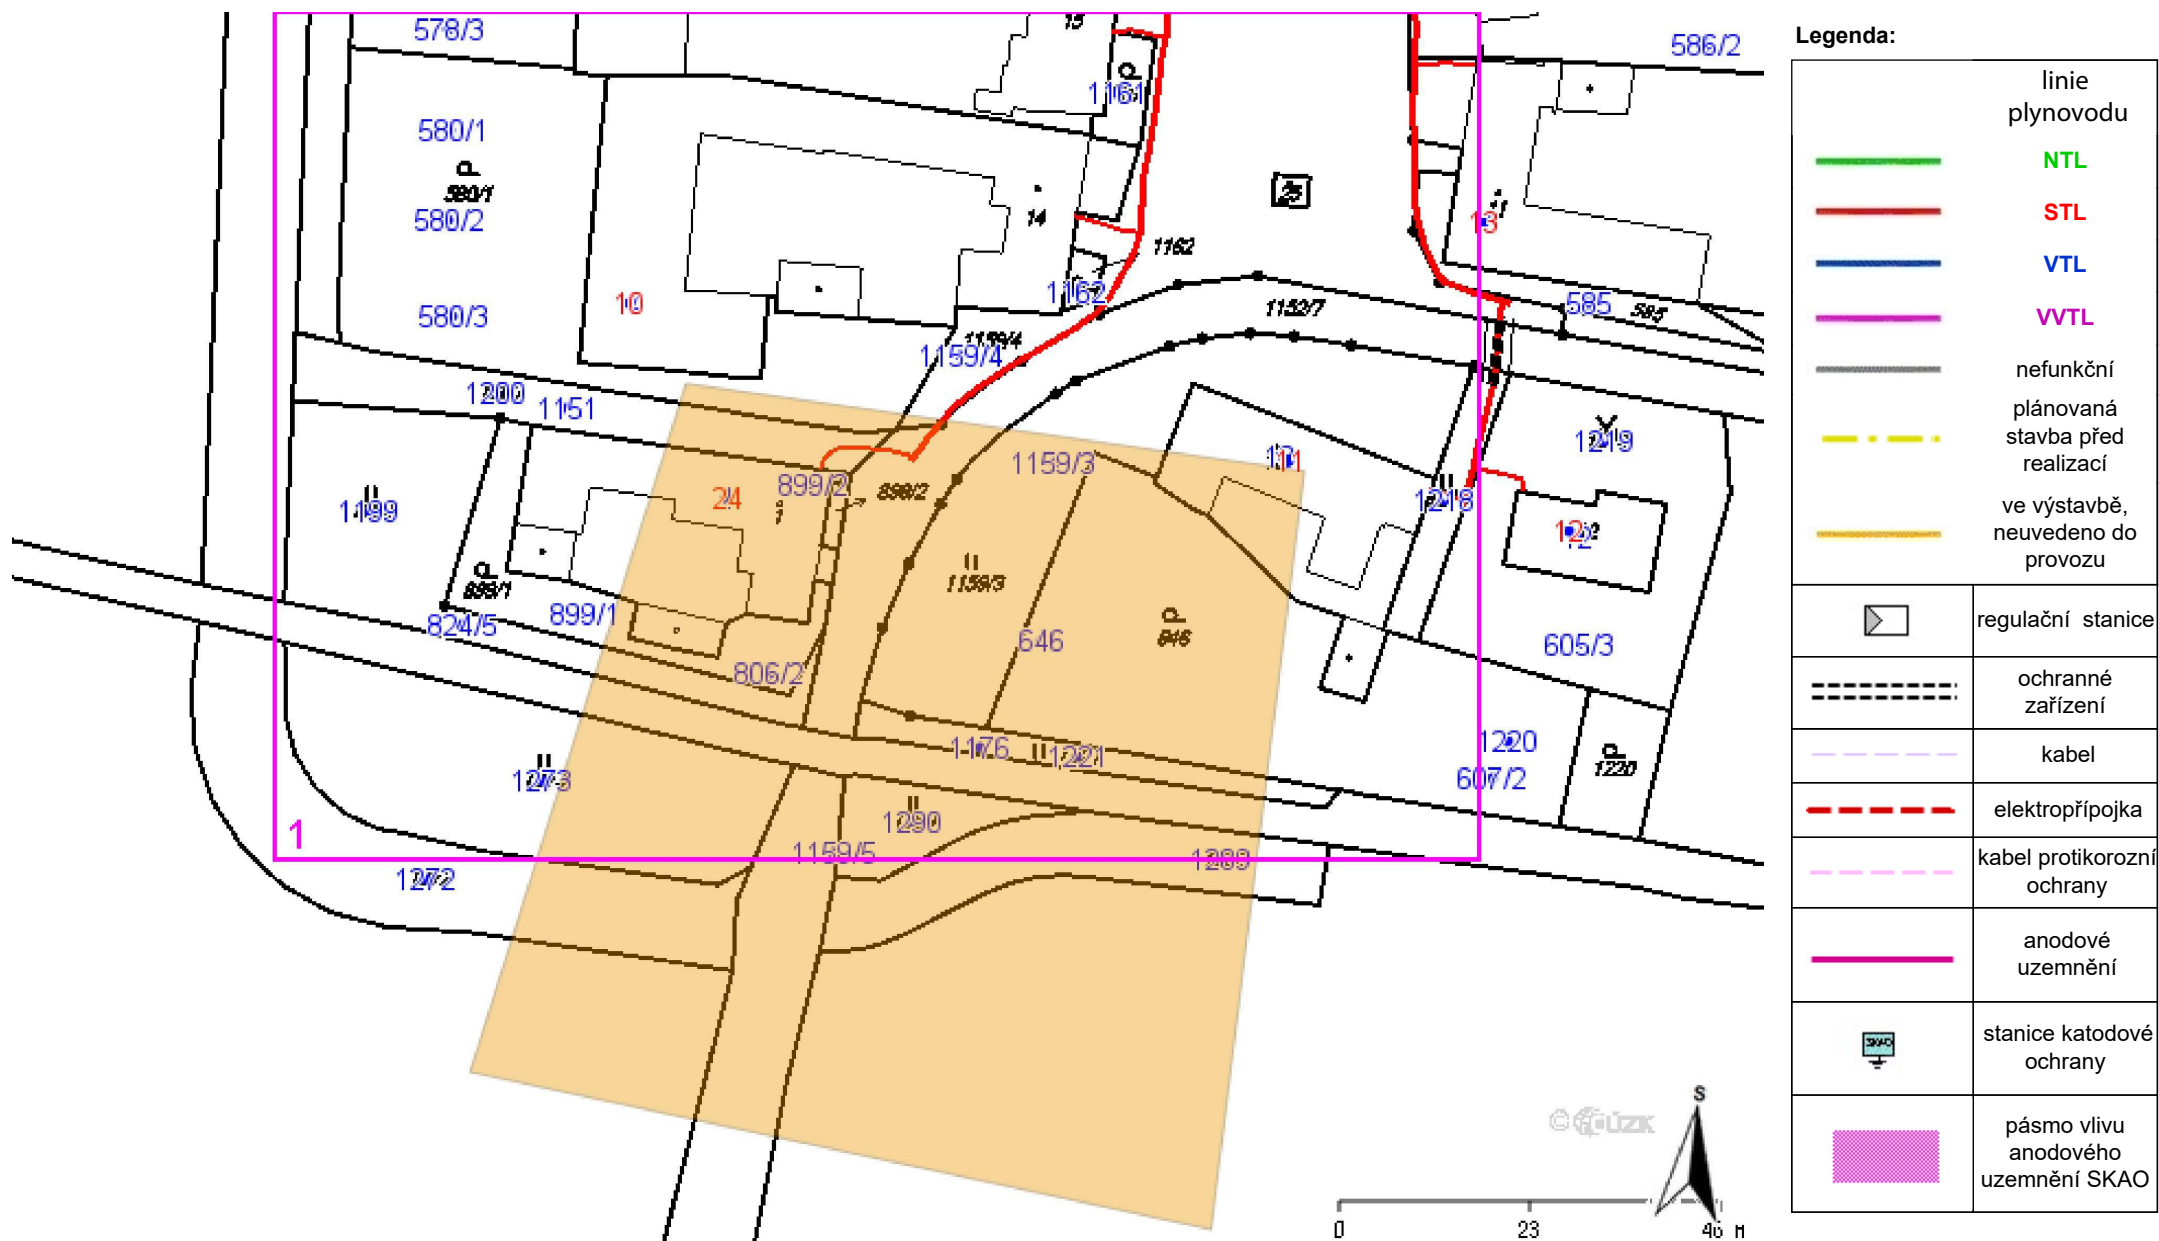 578/3
15
586/2
1161
P
580/1
P
580/1
580/2
14
1162
13
1162
10
580/3
1152/7
585
585
1159/4
1159/4
1200
1151
1219
1159/3
11
899/2
899/2
24
1199
1218
12
1159/3
P
899/1
899/1
824/5
646
P
646
605/3
806/2
1176
1221
1220
607/2
P
1220
1273
1290
1
1159/5
1289
1272
© ČÚZK
S
0 23 46 M
Legenda:
linie
plynovodu
NTL
STL
VTL
VVTL
nefunkční
plánovaná
stavba před
realizací
ve výstavbě,
neuvedeno do
provozu
regulační stanice
ochranné
zařízení
kabel
elektropřípojka
kabel protikorozní
ochrany
anodové
uzemnění
SKAO
stanice katodové
ochrany
pásmo vlivu
anodového
uzemnění SKAO